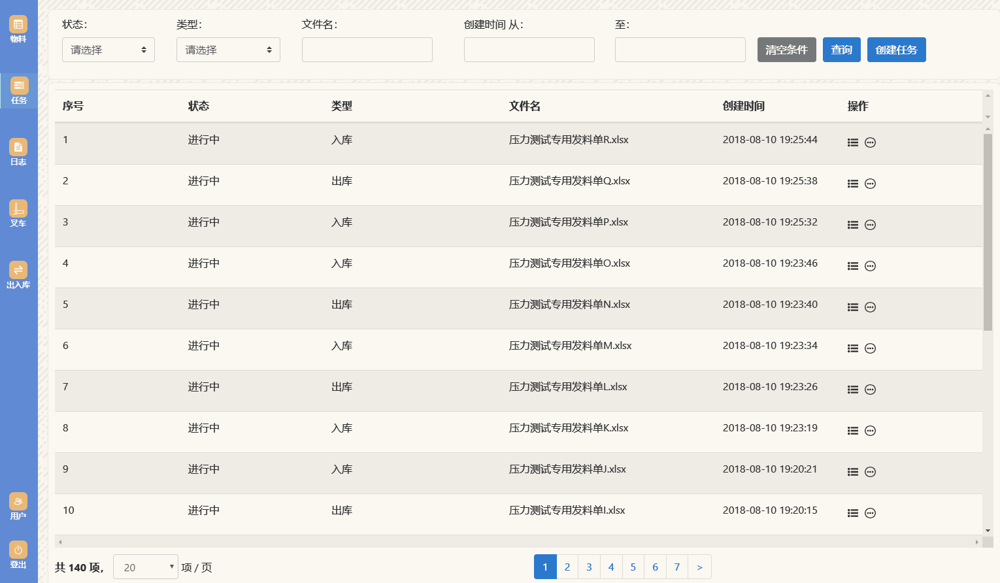 物料
任务
日志
叉车
出入库
用户
登出
状态： 类型： 文件名： 创建时间 从： 至：
请选择 请选择 清空条件 查询 创建任务
序号 状态 类型 文件名 创建时间 操作
1 进行中 入库 压力测试专用发料单R.xlsx 2018-08-10 19:25:44
2 进行中 出库 压力测试专用发料单Q.xlsx 2018-08-10 19:25:38
3 进行中 入库 压力测试专用发料单P.xlsx 2018-08-10 19:25:32
4 进行中 入库 压力测试专用发料单O.xlsx 2018-08-10 19:23:46
5 进行中 出库 压力测试专用发料单N.xlsx 2018-08-10 19:23:40
6 进行中 入库 压力测试专用发料单M.xlsx 2018-08-10 19:23:34
7 进行中 出库 压力测试专用发料单L.xlsx 2018-08-10 19:23:26
8 进行中 入库 压力测试专用发料单K.xlsx 2018-08-10 19:23:19
9 进行中 入库 压力测试专用发料单J.xlsx 2018-08-10 19:20:21
10 进行中 出库 压力测试专用发料单I.xlsx 2018-08-10 19:20:15
共 140 项， 20 项 / 页 1 2 3 4 5 6 7 >